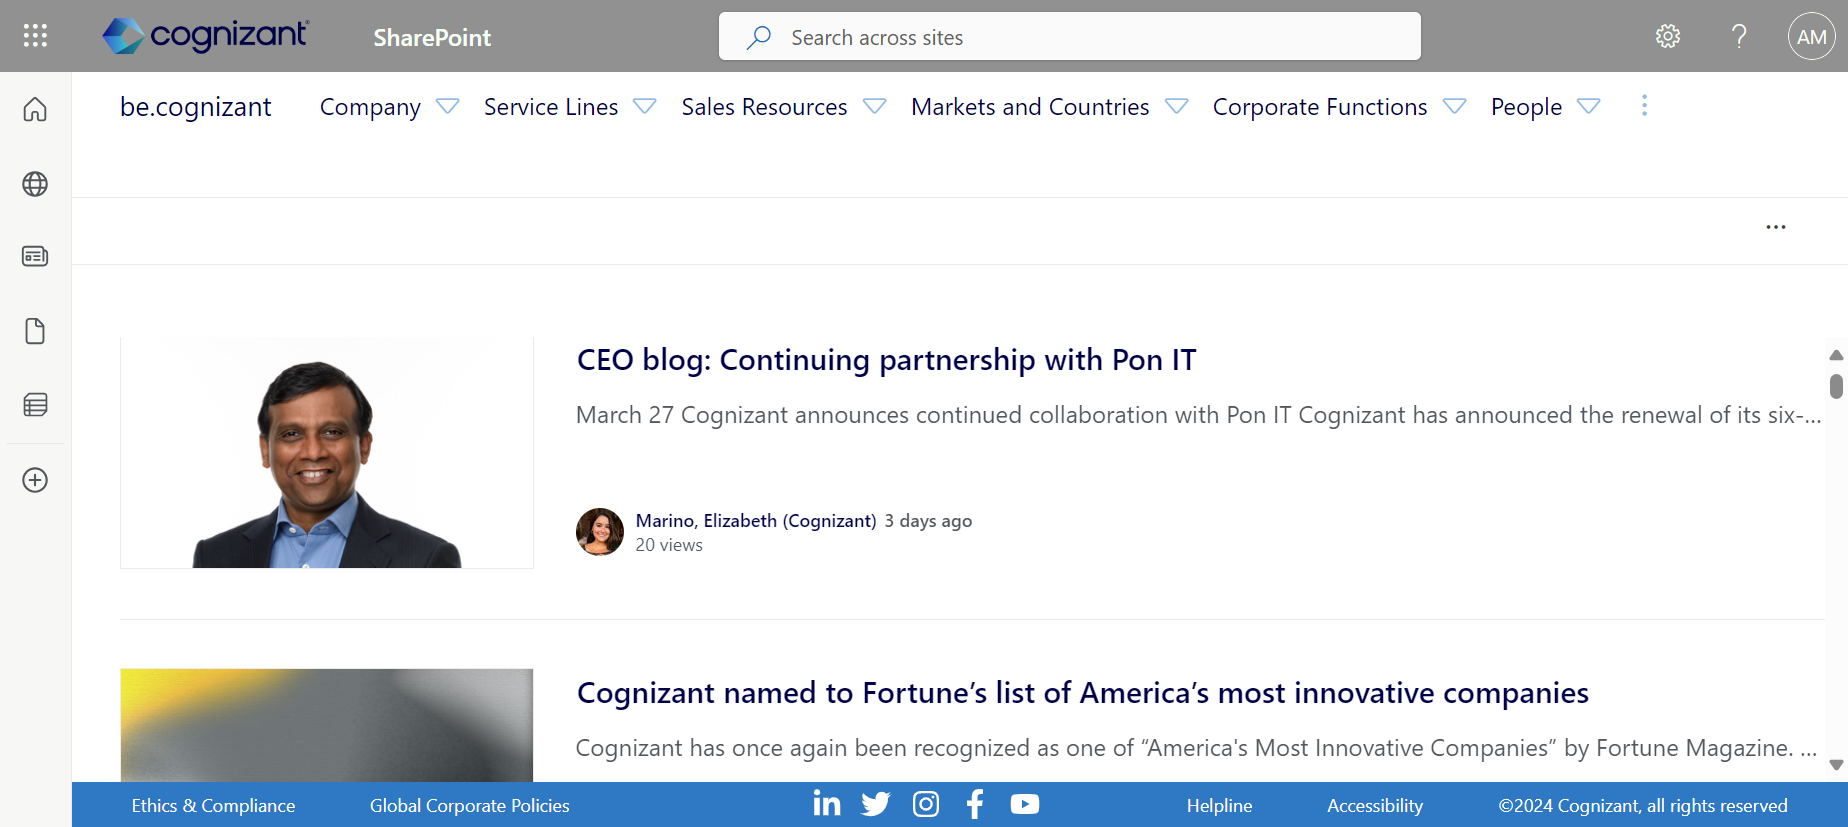 cognizant
SharePoint
Search across sites
AM
be.cognizant
Company
Service Lines
Sales Resources
Markets and Countries
Corporate Functions
People
CEO blog: Continuing partnership with Pon IT
March 27 Cognizant announces continued collaboration with Pon IT Cognizant has announced the renewal of its six-...
Marino, Elizabeth (Cognizant) 3 days ago
20 views
Cognizant named to Fortune’s list of America’s most innovative companies
Cognizant has once again been recognized as one of “America's Most Innovative Companies” by Fortune Magazine. ...
Ethics & Compliance
Global Corporate Policies
Helpline
Accessibility
©2024 Cognizant, all rights reserved